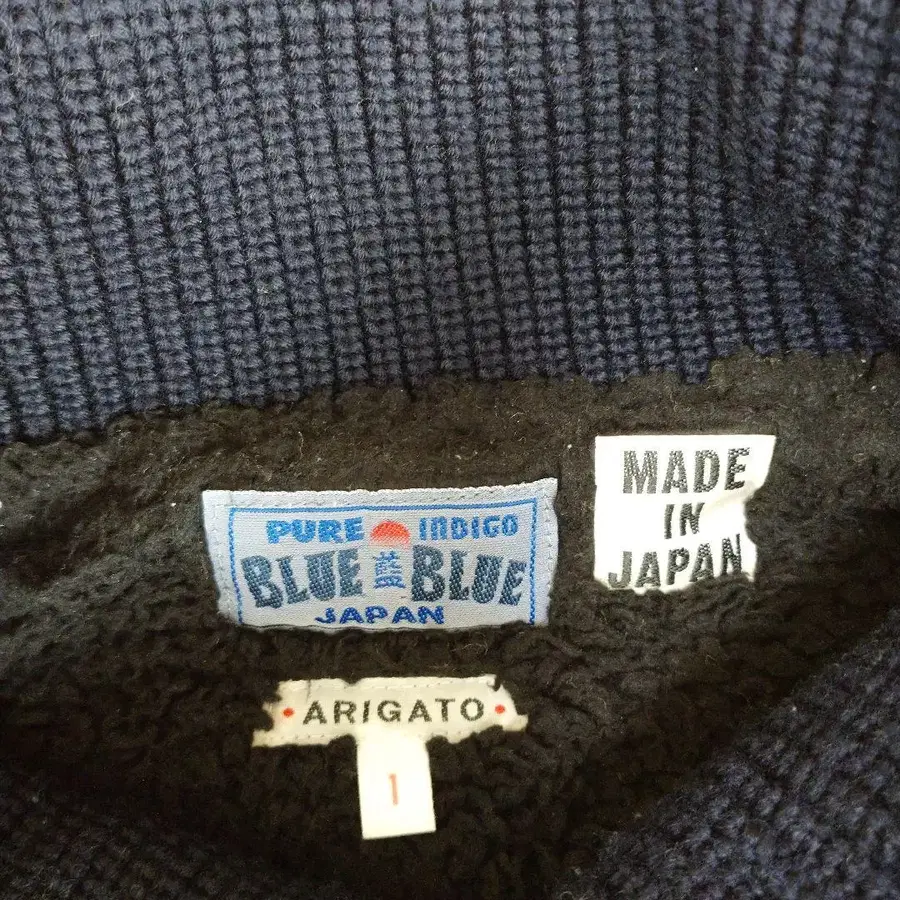 PURE INDIGO
BLUE 藍 BLUE
JAPAN
MADE
IN
JAPAN
• ARIGATO •
1